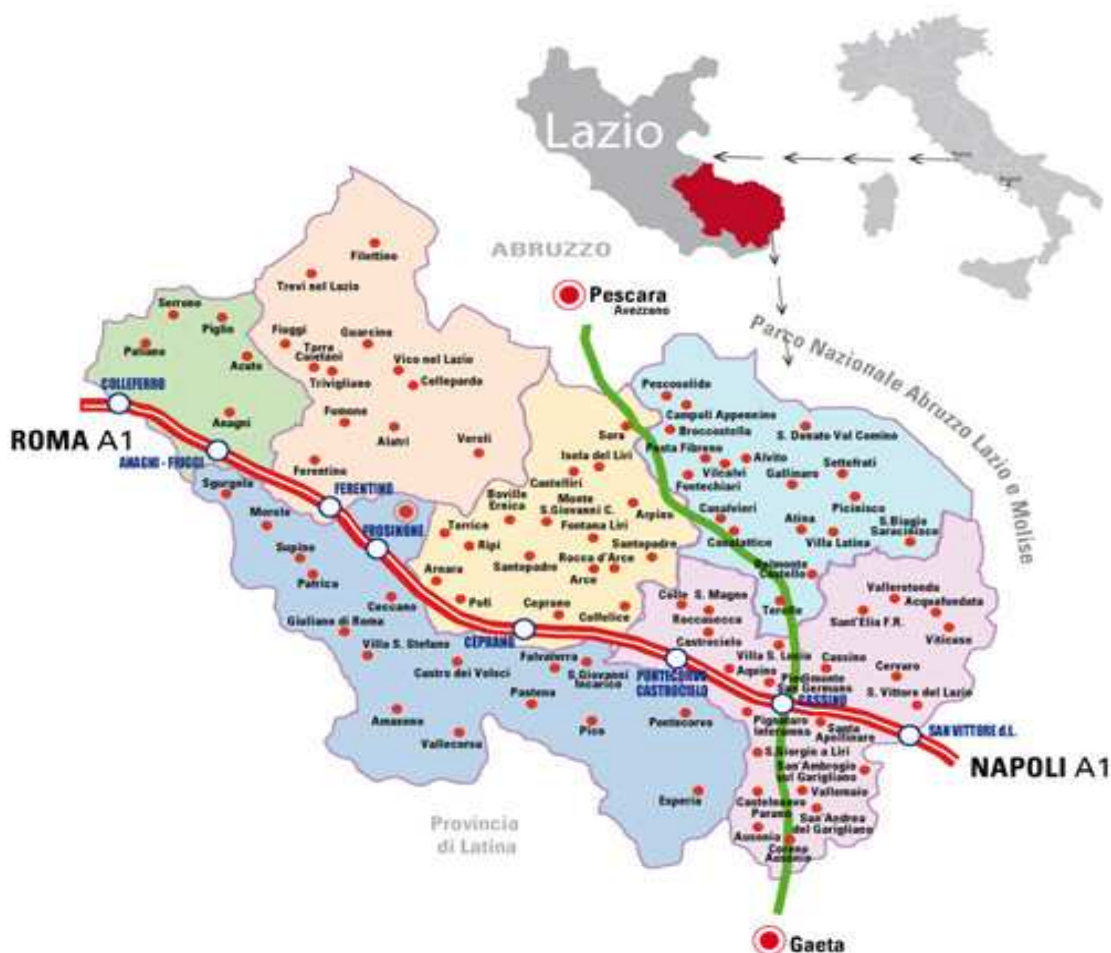 Lazio
ABRUZZO
Pescara
Avezzano
Parco Nazionale Abruzzo Lazio e Molise
Filettino
Trevi nel Lazio
Serrone
Piglio
Paliano
Acuto
Fiuggi
Guarcino
Torre
Caietani
Trivigliano
Vico nel Lazio
Collepardo
COLLEFERRO
Anagni
Fumone
Alatri
Veroli
ROMA A1
ANAGNI - FIUGGI
Ferentino
Sgurgola
FERENTINO
Morolo
FROSINONE
Supino
Patrica
Ceccano
Giuliano di Roma
Villa S. Stefano
Castro dei Volsci
Amaseno
Vallecorsa
Sora
Isola del Liri
Castelliri
Boville
Ernica
Monte
S.Giovanni C.
Fontana Liri
Arpino
Torrice
Ripi
Santopadre
Rocca d'Arce
Santopadre
Arce
Arnara
Pofi
Ceprano
Colfelice
CEPRANO
Falvaterra
S.Giovanni
Incarico
Pastena
Pico
Pontecorvo
Esperia
Pescosolido
Campoli Appennino
Broccostella
S. Donato Val Comino
Posta Fibreno
Vilcalvi
Alvito
Fontechiari
Gallinaro
Settefrati
Casalvieri
Casalattico
Atina
Picinisco
Villa Latina
S.Biagio
Saracinisco
Belmonte
Castello
Terelle
Colle S. Magno
Roccasecca
Castrocielo
Vallerotonda
Acquafondata
Sant'Elia F.R.
Viticuso
Villa S. Lucia
Cassino
Aquino
Piedimonte
San Germano
Cervaro
S. Vittore del Lazio
PONTECORVO
CASTROCIELO
CASSINO
SAN VITTORE d.L.
NAPOLI A1
Pignataro
Interamna
Santa
Apollinare
S.Giorgio a Liri
San'Ambrogio
sul Garigliano
Vallemaio
Castelnuovo
Parano
San'Andrea
del Garigliano
Ausonia
Coreno
Ausonio
Provincia
di Latina
Gaeta